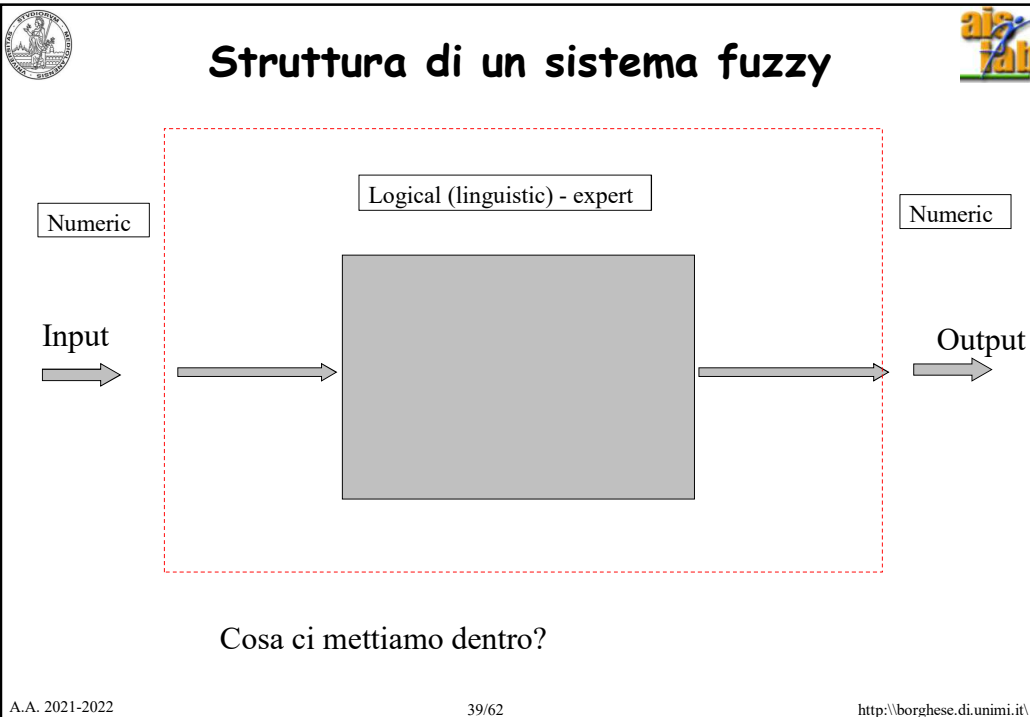 Struttura di un sistema fuzzy
Logical (linguistic) - expert
Numeric
Numeric
Input
Output
Cosa ci mettiamo dentro?
A.A. 2021-2022
39/62
http:\\borghese.di.unimi.it\